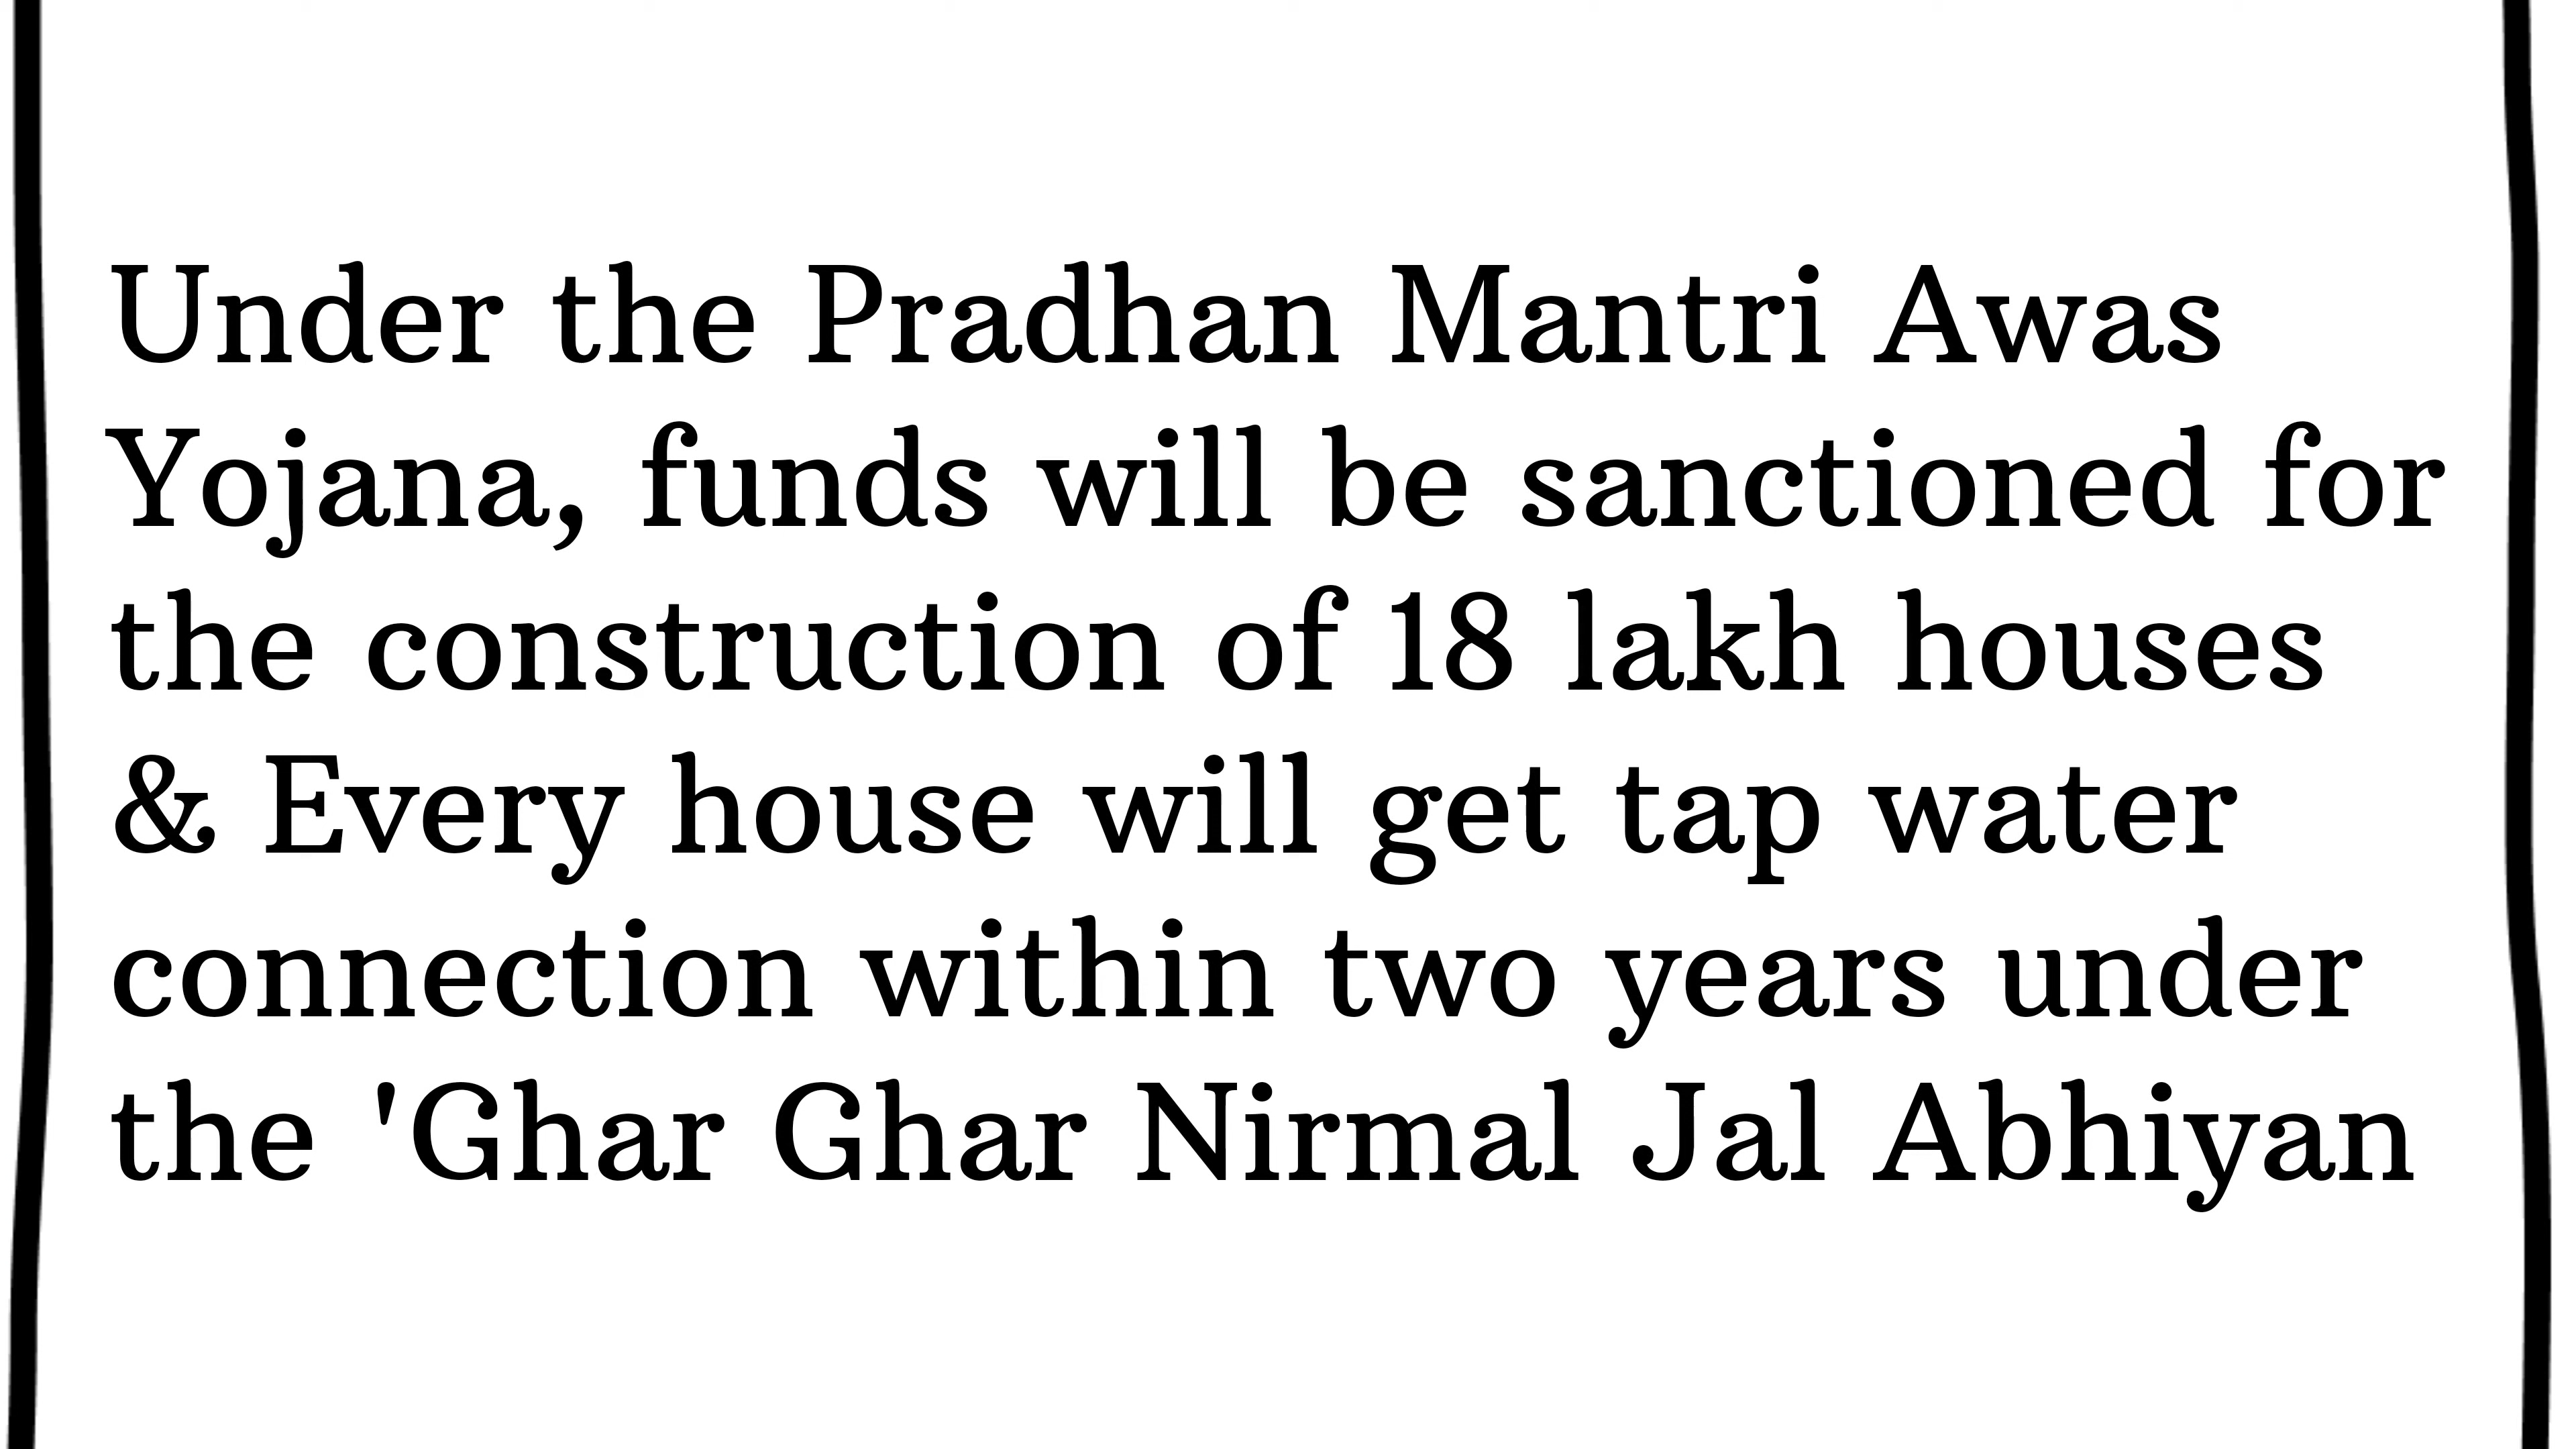 Under the Pradhan Mantri Awas
Yojana, funds will be sanctioned for
the construction of 18 lakh houses
& Every house will get tap water
connection within two years under
the 'Ghar Ghar Nirmal Jal Abhiyan